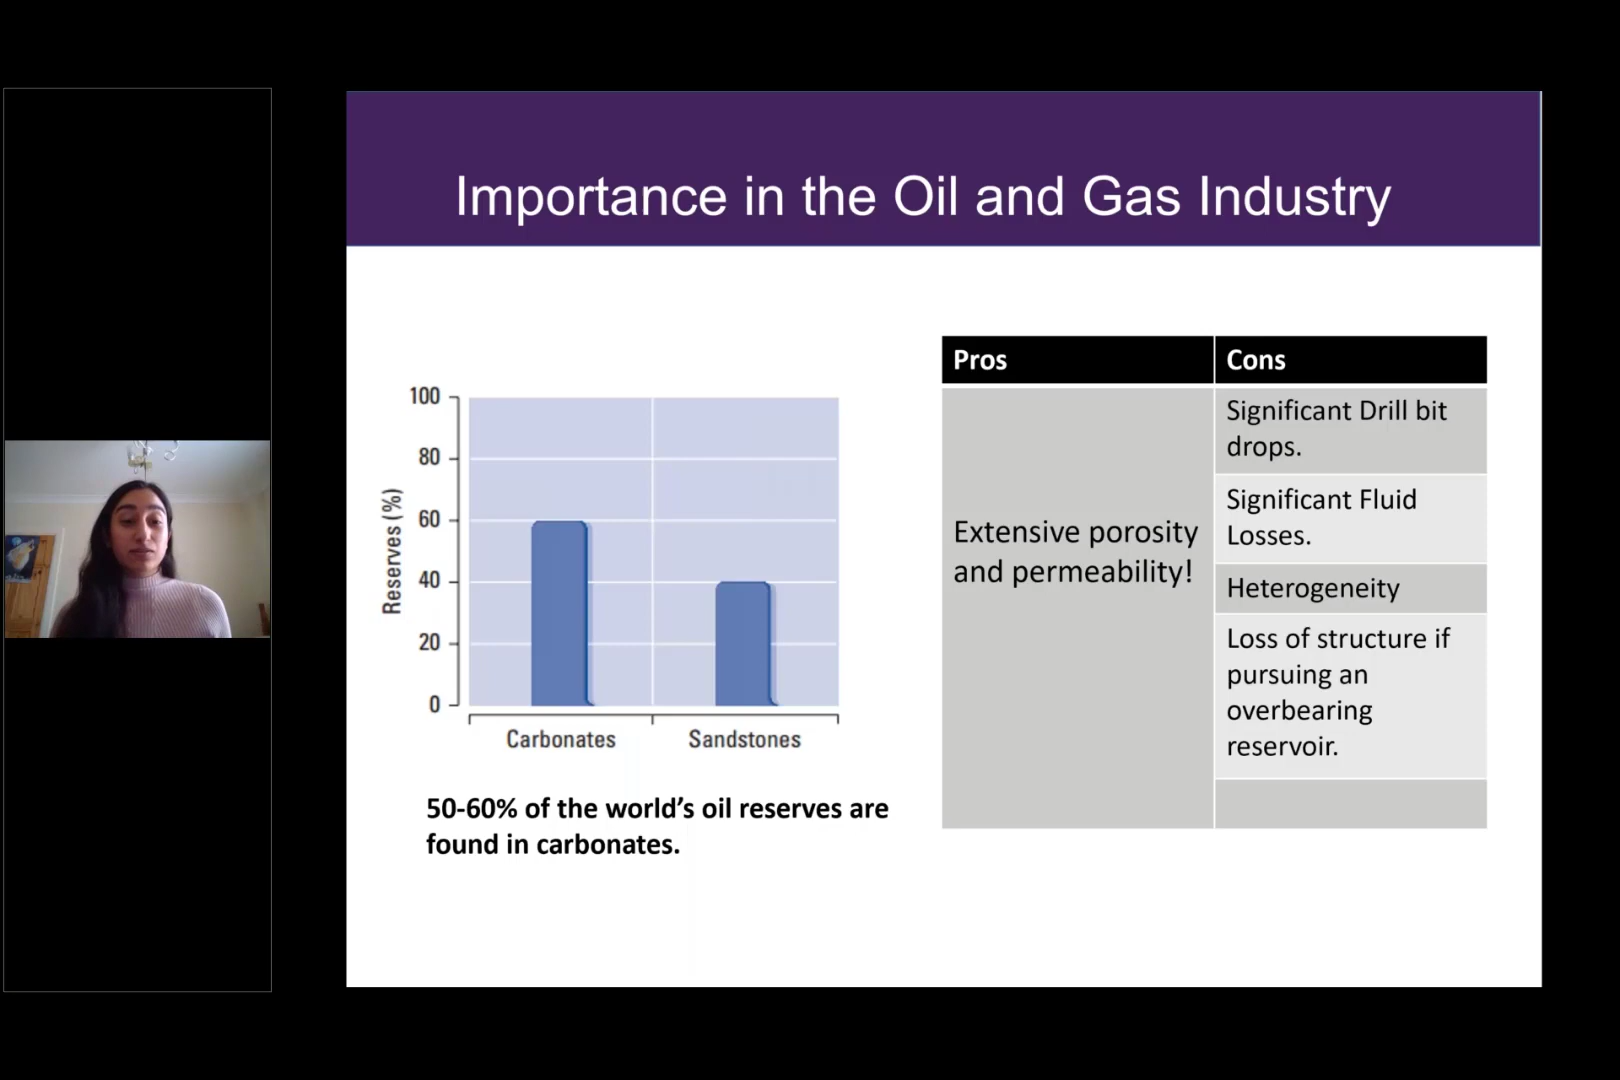 Importance in the Oil and Gas Industry
100
80
60
40
20
0
Reserves (%)
Carbonates
Sandstones
50-60% of the world's oil reserves are
found in carbonates.
Pros
Cons
Extensive porosity
and permeability!
Significant Drill bit
drops.
Significant Fluid
Losses.
Heterogeneity
Loss of structure if
pursuing an
overbearing
reservoir.